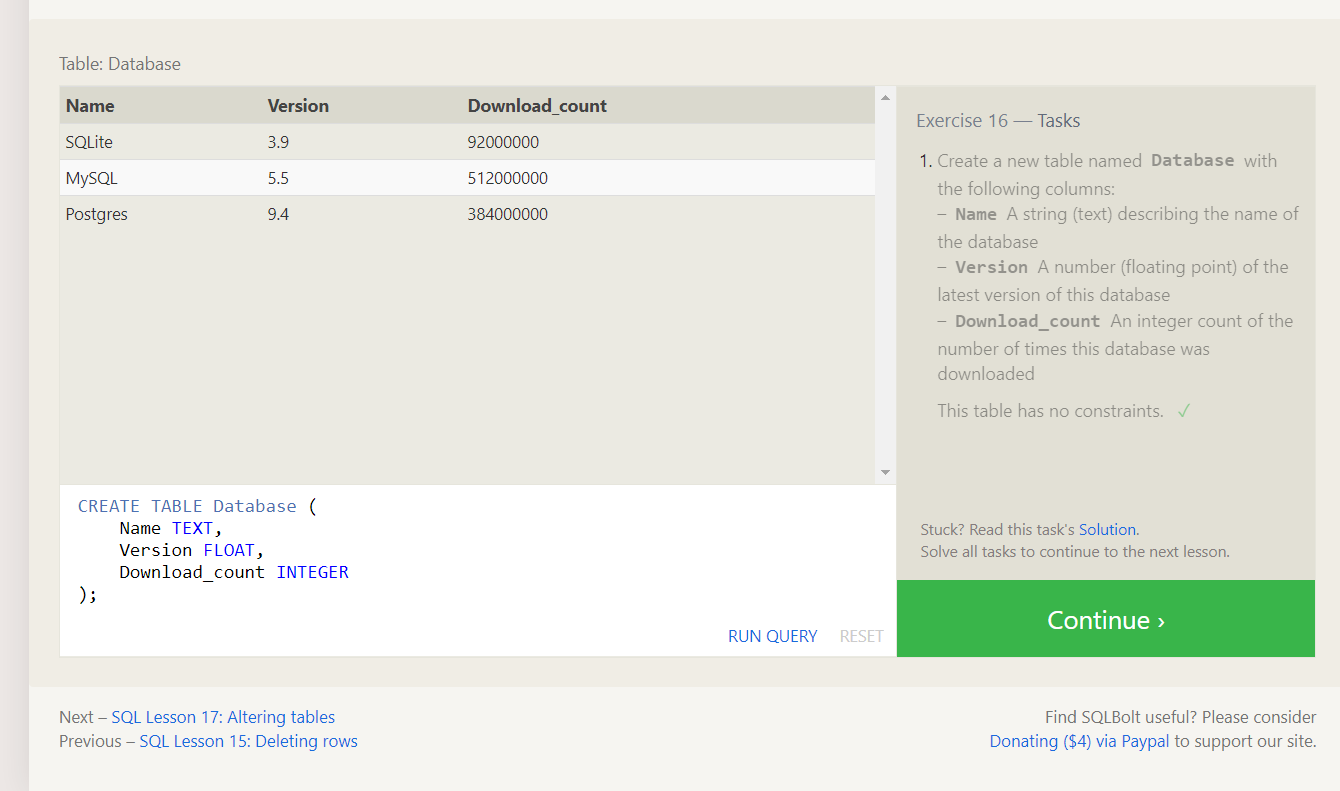 Table: Database
Name Version Download_count
SQLite 3.9 92000000
MySQL 5.5 512000000
Postgres 9.4 384000000
CREATE TABLE Database (
Name TEXT,
Version FLOAT,
Download_count INTEGER
);
RUN QUERY RESET
Exercise 16 — Tasks
1. Create a new table named Database with
the following columns:
– Name A string (text) describing the name of
the database
– Version A number (floating point) of the
latest version of this database
– Download_count An integer count of the
number of times this database was
downloaded
This table has no constraints. ✓
Stuck? Read this task's Solution.
Solve all tasks to continue to the next lesson.
Continue ›
Next – SQL Lesson 17: Altering tables
Previous – SQL Lesson 15: Deleting rows
Find SQLBolt useful? Please consider
Donating ($4) via Paypal to support our site.